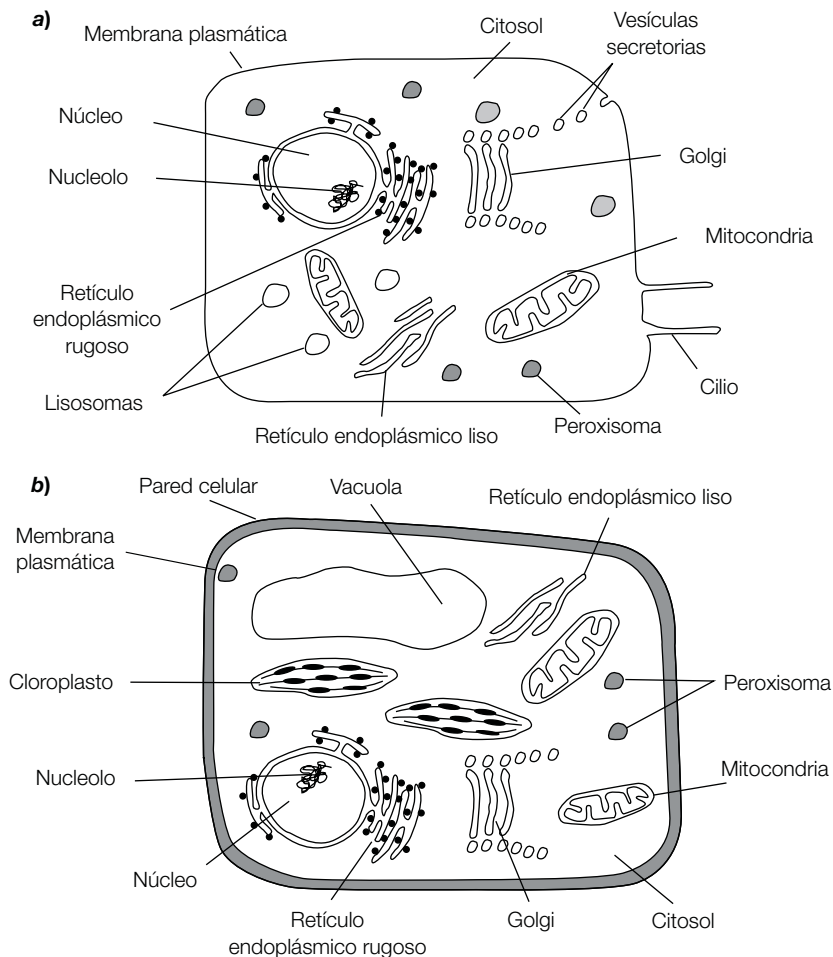 a)
Membrana plasmática
Citosol
Vesículas
secretorias
Núcleo
Nucleolo
Golgi
Mitocondria
Retículo
endoplásmico
rugoso
Lisosomas
Cilio
Peroxisoma
Retículo endoplásmico liso
b)
Pared celular
Vacuola
Retículo endoplásmico liso
Membrana
plasmática
Cloroplasto
Peroxisoma
Nucleolo
Mitocondria
Núcleo
Retículo
endoplásmico rugoso
Golgi
Citosol